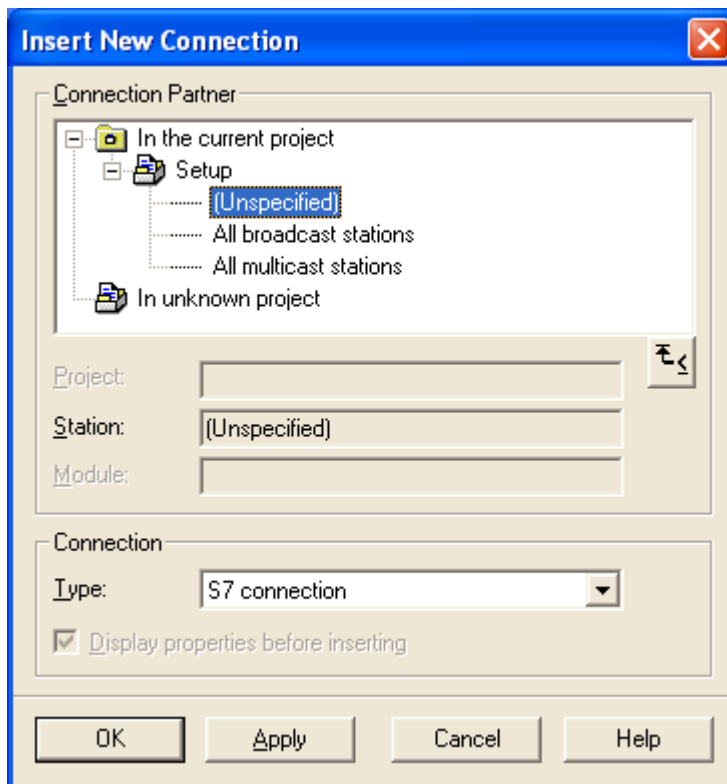 Insert New Connection
Connection Partner
In the current project
Setup
(Unspecified)
All broadcast stations
All multicast stations
In unknown project
Project:
Station: (Unspecified)
Module:
Connection
Type: S7 connection
Display properties before inserting
OK Apply Cancel Help